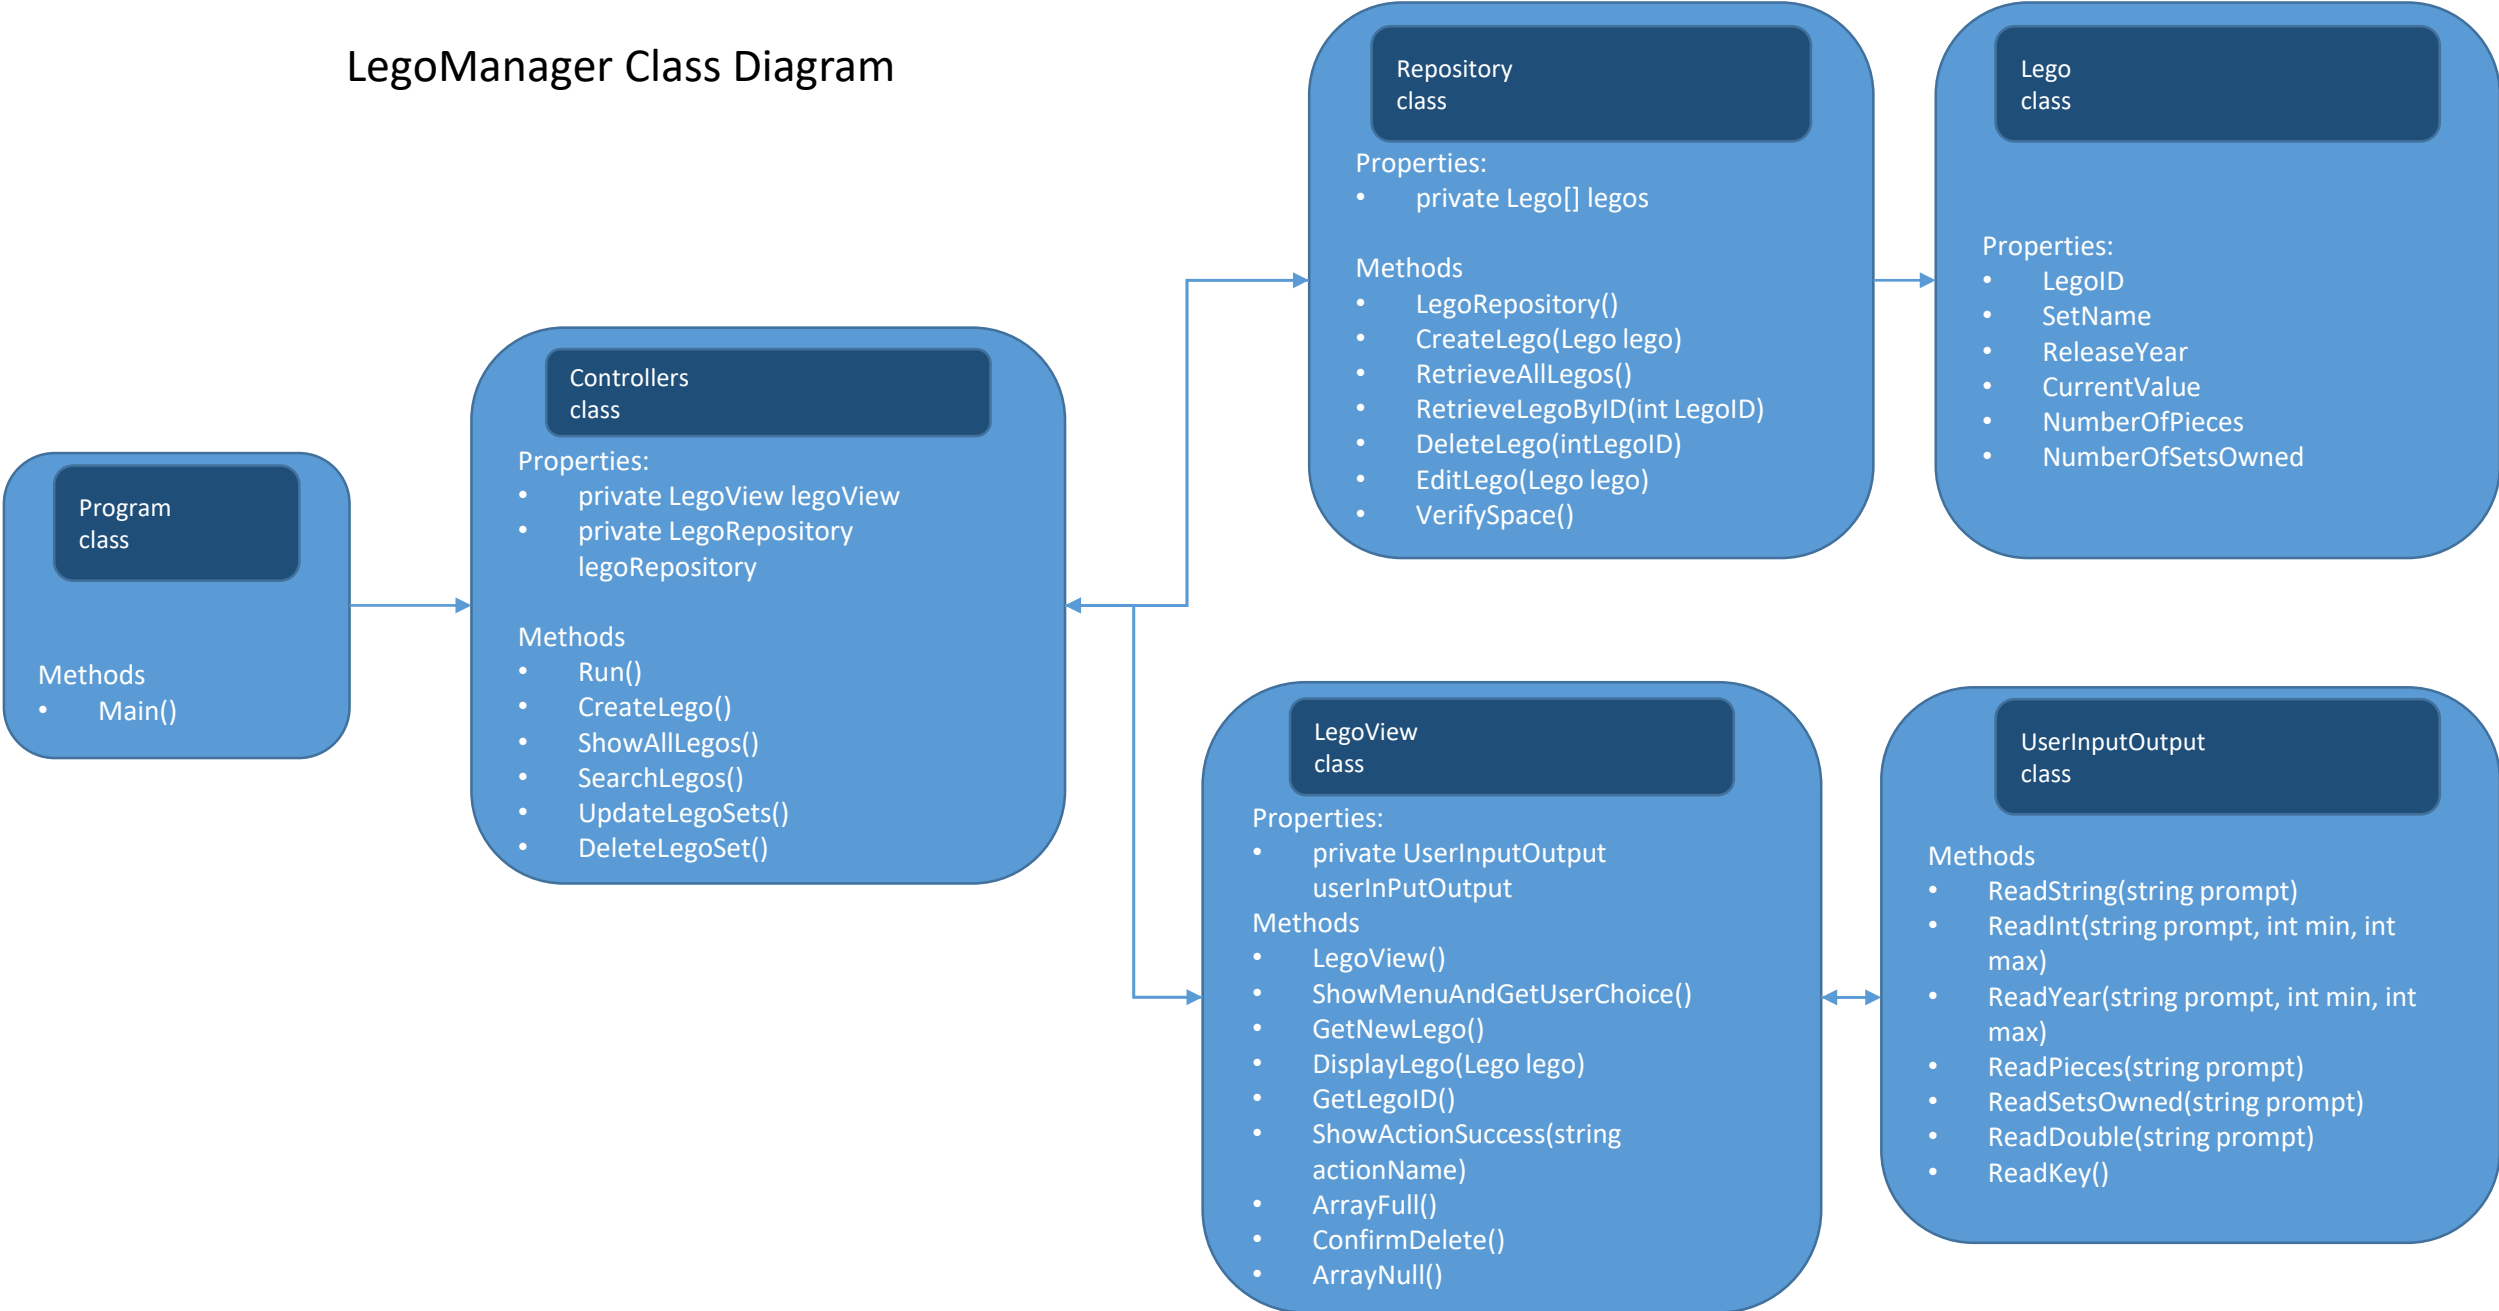 LegoManager Class Diagram
Program
class
Methods
• Main()
Controllers
class
Properties:
• private LegoView legoView
• private LegoRepository
legoRepository
Methods
• Run()
• CreateLego()
• ShowAllLegos()
• SearchLegos()
• UpdateLegoSets()
• DeleteLegoSet()
Repository
class
Properties:
• private Lego[] legos
Methods
• LegoRepository()
• CreateLego(Lego lego)
• RetrieveAllLegos()
• RetrieveLegoByID(int LegoID)
• DeleteLego(intLegoID)
• EditLego(Lego lego)
• VerifySpace()
Lego
class
Properties:
• LegoID
• SetName
• ReleaseYear
• CurrentValue
• NumberOfPieces
• NumberOfSetsOwned
LegoView
class
Properties:
• private UserInputOutput
userInPutOutput
Methods
• LegoView()
• ShowMenuAndGetUserChoice()
• GetNewLego()
• DisplayLego(Lego lego)
• GetLegoID()
• ShowActionSuccess(string
actionName)
• ArrayFull()
• ConfirmDelete()
• ArrayNull()
UserInputOutput
class
Methods
• ReadString(string prompt)
• ReadInt(string prompt, int min, int
max)
• ReadYear(string prompt, int min, int
max)
• ReadPieces(string prompt)
• ReadSetsOwned(string prompt)
• ReadDouble(string prompt)
• ReadKey()